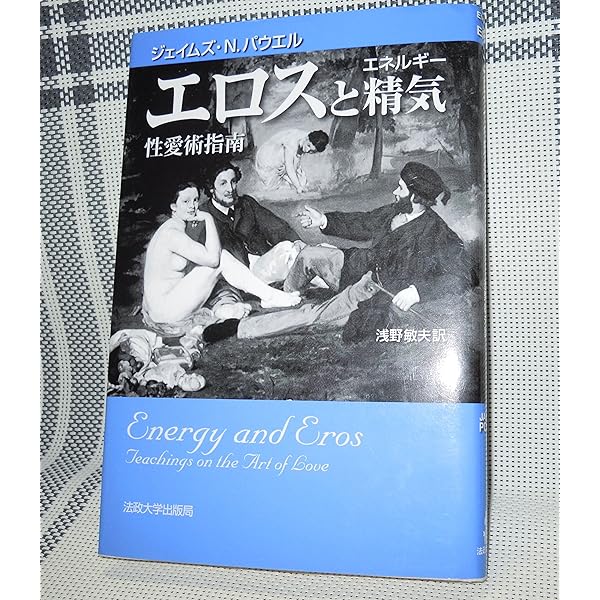 ジェイムズ・N.パウエル
エネルギー
エロスと精気
性愛術指南
浅野敏夫訳
Energy and Eros
Teachings on the Art of Love
法政大学出版局